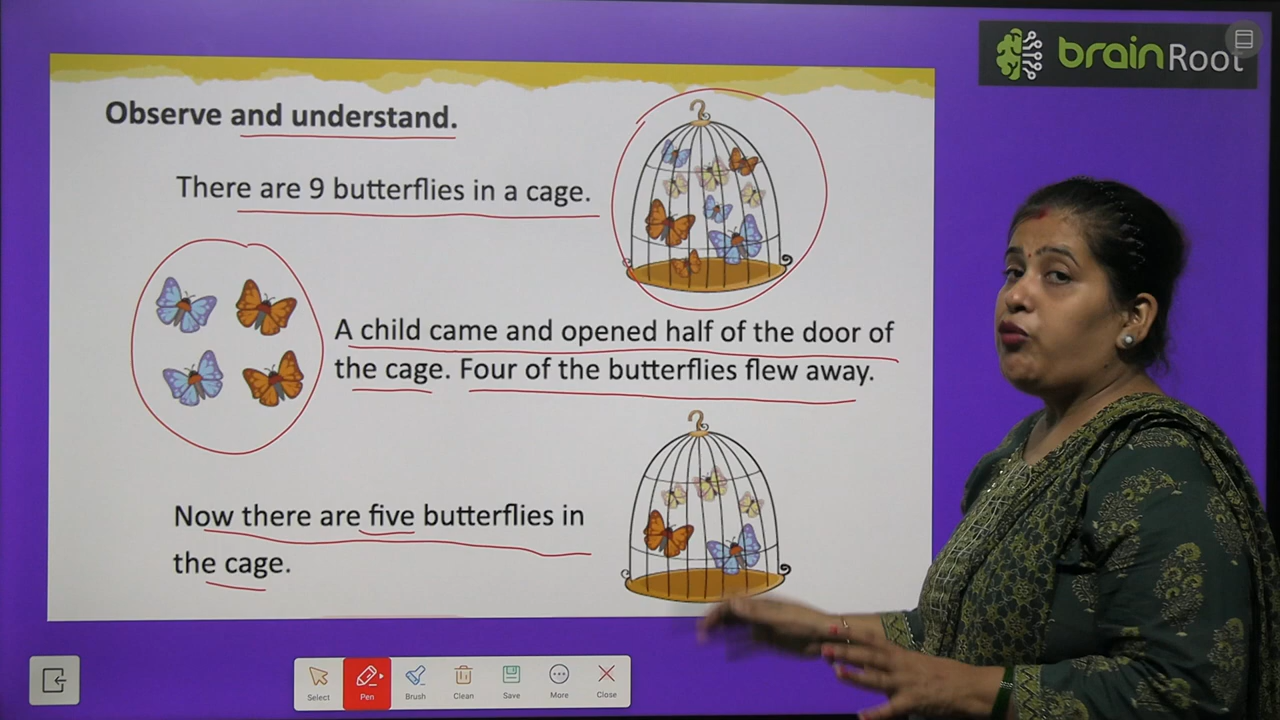 brainRoot
Observe and understand.
There are 9 butterflies in a cage.
A child came and opened half of the door of
the cage. Four of the butterflies flew away.
Now there are five butterflies in
the cage.
Select Pen Brush Clean Save More Close